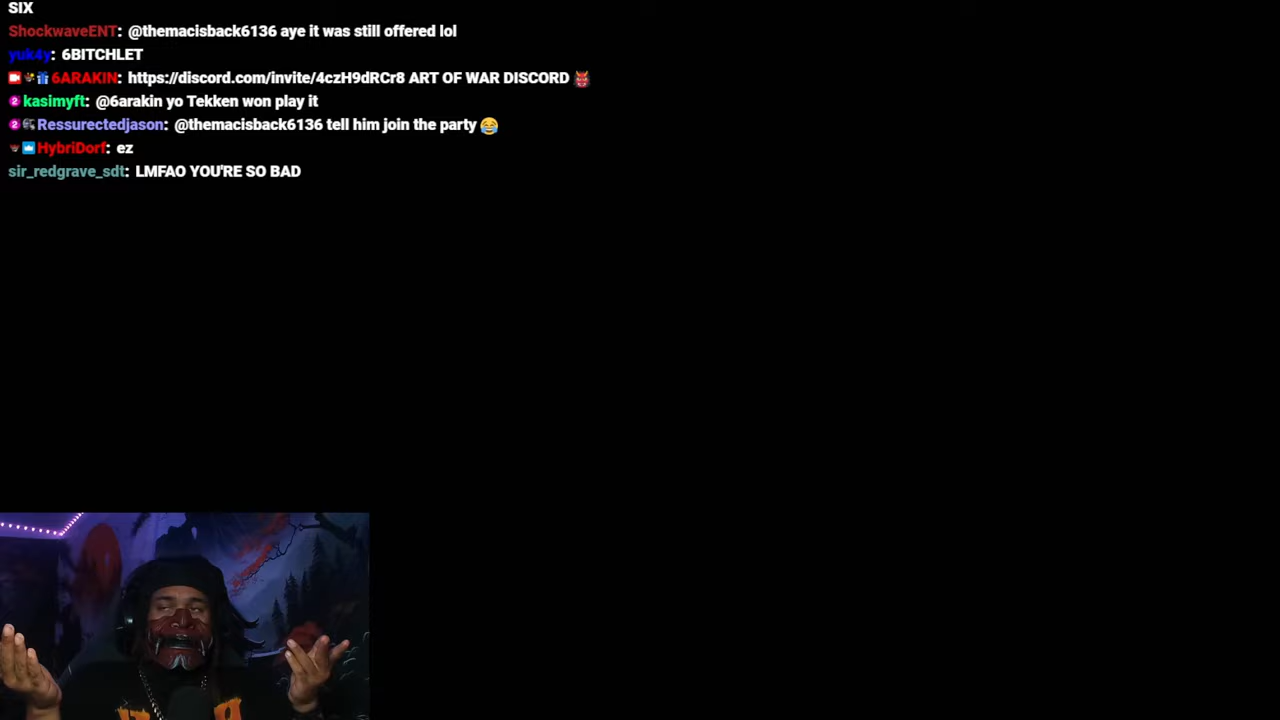 SIX
ShockwaveENT: @themacisback6136 aye it was still offered lol
yuk4y: 6BITCHLET
6ARAKIN: https://discord.com/invite/4czH9dRCr8 ART OF WAR DISCORD 👹
kasimyft: @6arakin yo Tekken won play it
Ressurectedjason: @themacisback6136 tell him join the party 😂
HybriDorf: ez
sir_redgrave_sdt: LMFAO YOU'RE SO BAD